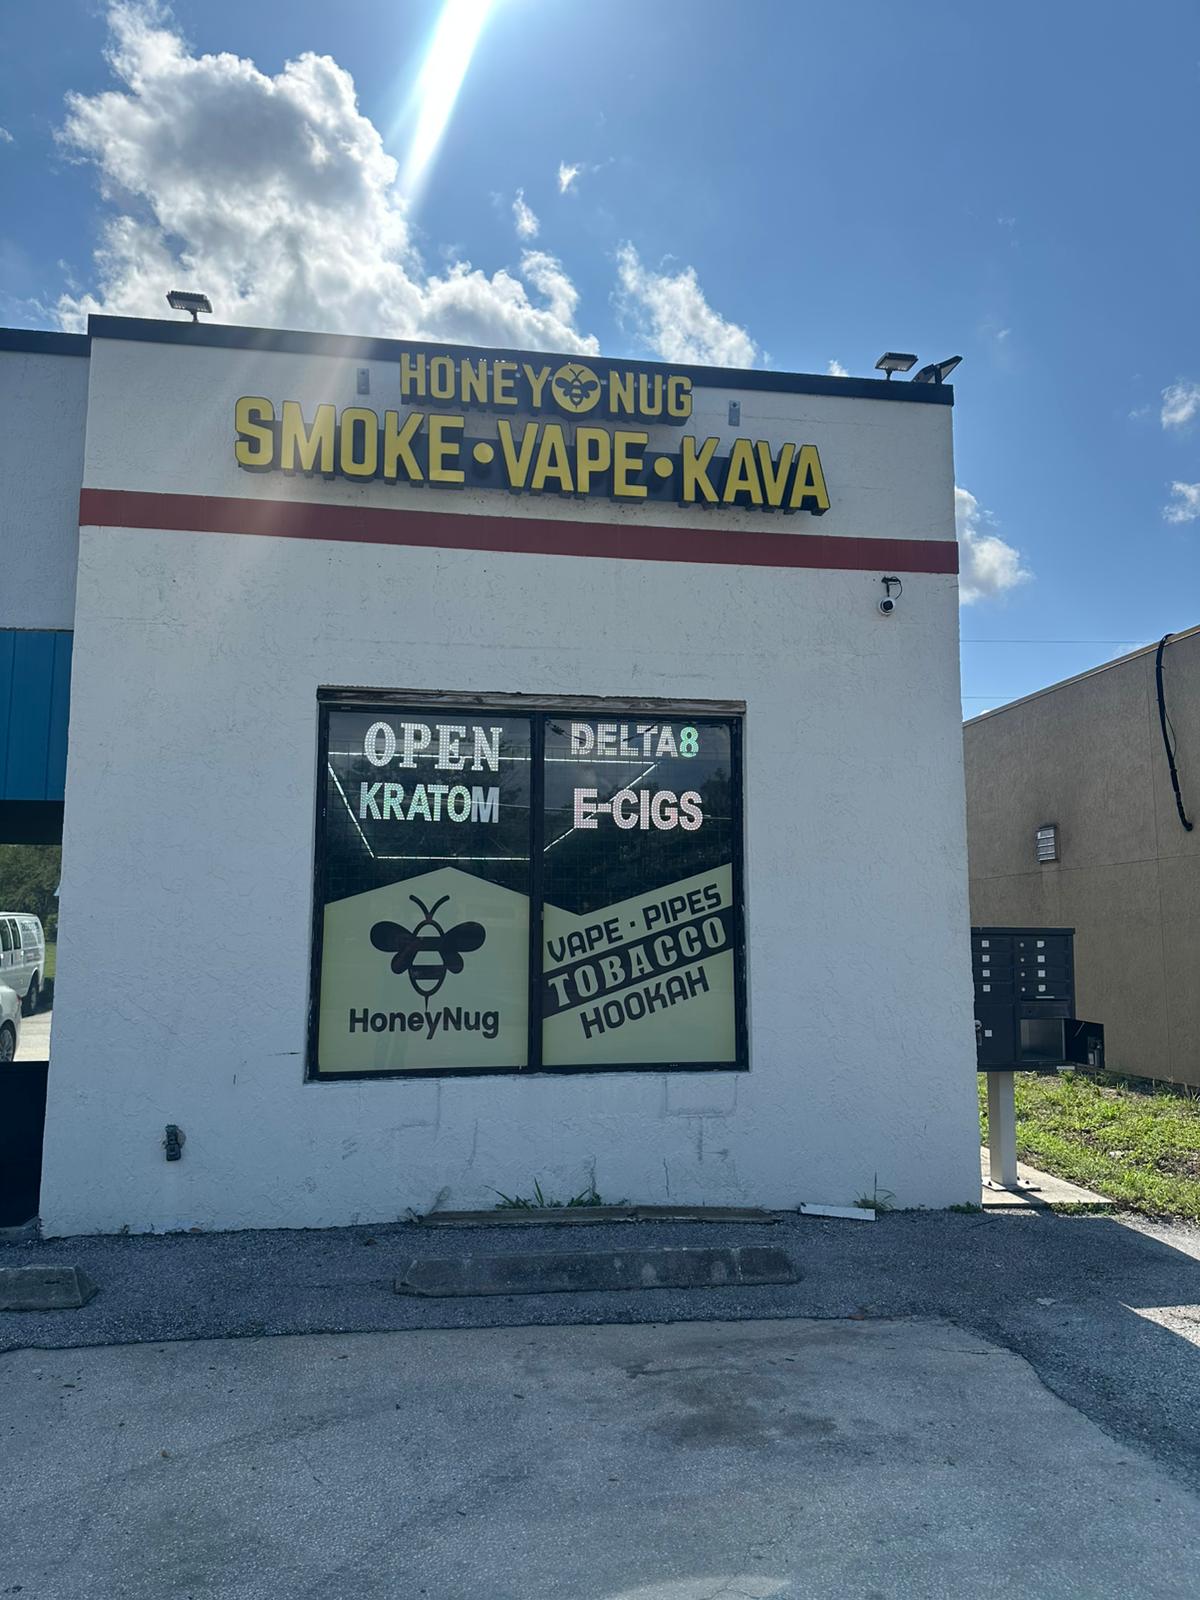 HONEY NUG
SMOKE•VAPE•KAVA
OPEN
KRATOM
DELTA8
E-CIGS
HoneyNug
VAPE • PIPES
TOBACCO
HOOKAH